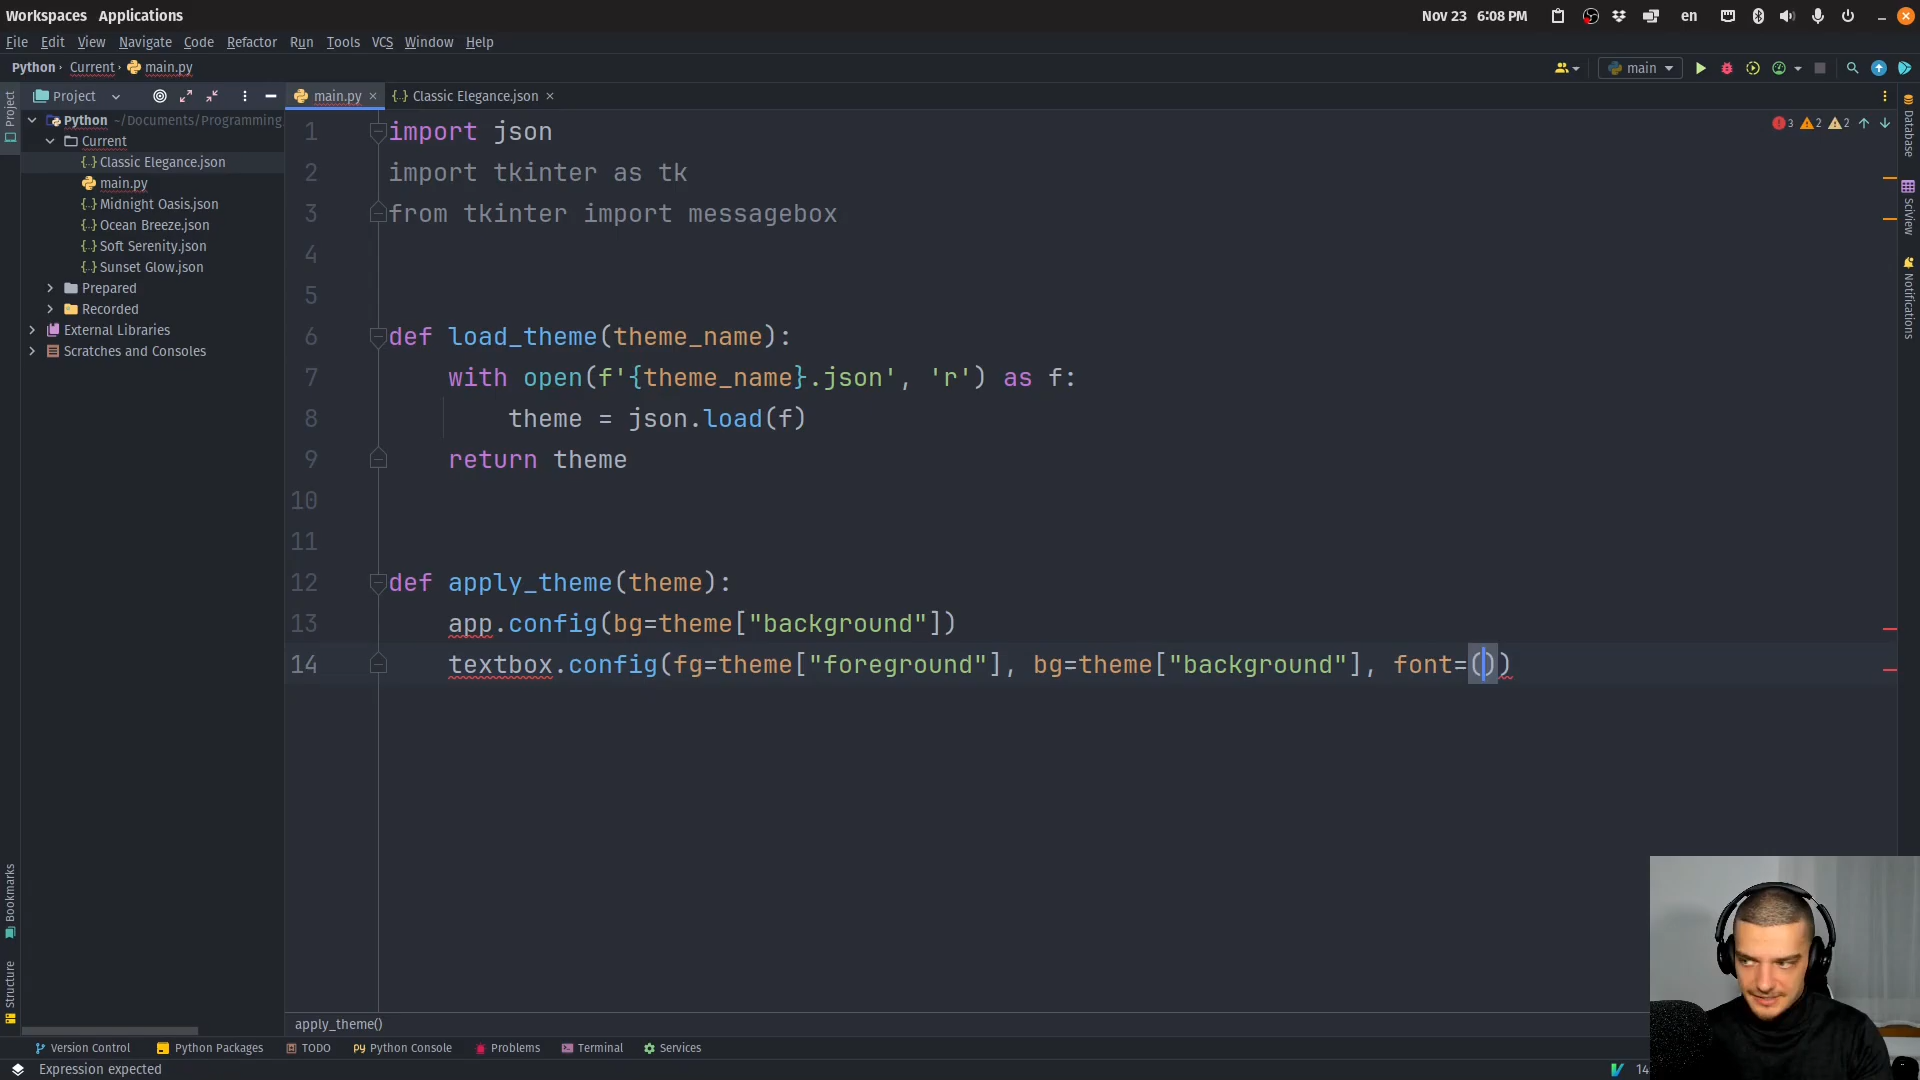 Workspaces Applications
Nov 23 6:08 PM
en
File Edit View Navigate Code Refactor Run Tools VCS Window Help
Python Current main.py
main
Project
main.py
Classic Elegance.json
Project
Python ~/Documents/Programming
Current
Classic Elegance.json
main.py
Midnight Oasis.json
Ocean Breeze.json
Soft Serenity.json
Sunset Glow.json
Prepared
Recorded
External Libraries
Scratches and Consoles
3 2 2
1 import json
2 import tkinter as tk
3 from tkinter import messagebox
4
5
6 def load_theme(theme_name):
7 with open(f'{theme_name}.json', 'r') as f:
8 theme = json.load(f)
9 return theme
10
11
12 def apply_theme(theme):
13 app.config(bg=theme["background"])
14 textbox.config(fg=theme["foreground"], bg=theme["background"], font=())
Database
SciView
Notifications
Bookmarks
Structure
apply_theme()
Version Control Python Packages TODO Python Console Problems Terminal Services
Expression expected
14